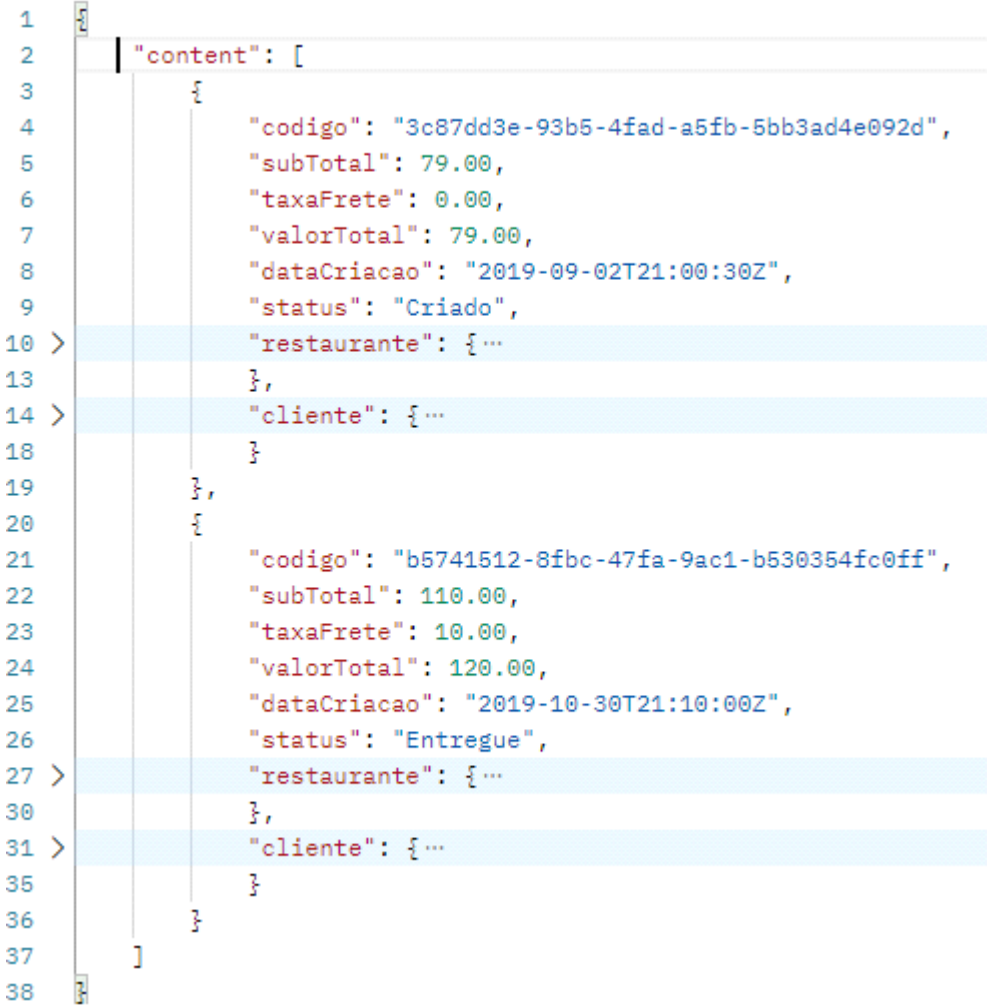 1 {
2 "content": [
3 {
4 "codigo": "3c87dd3e-93b5-4fad-a5fb-5bb3ad4e092d",
5 "subTotal": 79.00,
6 "taxaFrete": 0.00,
7 "valorTotal": 79.00,
8 "dataCriacao": "2019-09-02T21:00:30Z",
9 "status": "Criado",
10 > "restaurante": {⋯
13 },
14 > "cliente": {⋯
18 }
19 },
20 {
21 "codigo": "b5741512-8fbc-47fa-9ac1-b530354fc0ff",
22 "subTotal": 110.00,
23 "taxaFrete": 10.00,
24 "valorTotal": 120.00,
25 "dataCriacao": "2019-10-30T21:10:00Z",
26 "status": "Entregue",
27 > "restaurante": {⋯
30 },
31 > "cliente": {⋯
35 }
36 }
37 ]
38 }